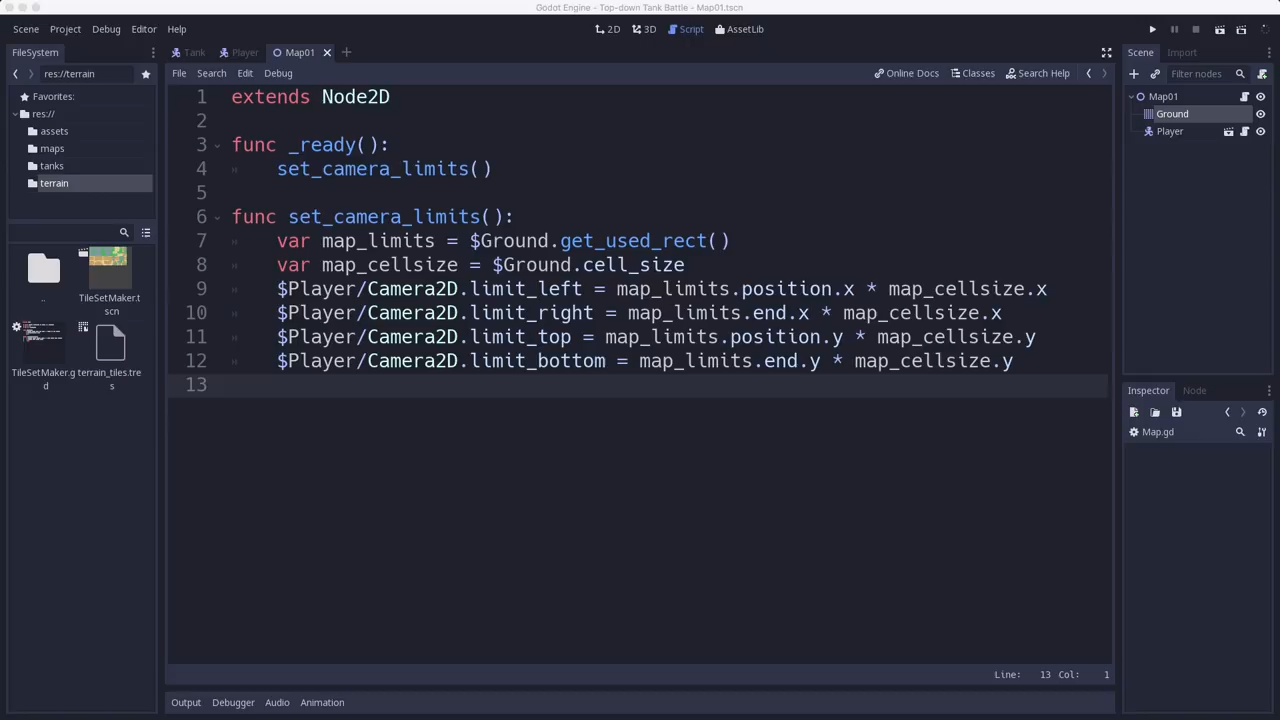 Godot Engine - Top-down Tank Battle - Map01.tscn
Scene Project Debug Editor Help
2D 3D Script AssetLib
FileSystem
res://terrain
Favorites:
res://
assets
maps
tanks
terrain
..
TileSetMaker.t
scn
TileSetMaker.g
d
terrain_tiles.tre
s
Tank Player Map01
File Search Edit Debug
Online Docs Classes Search Help
1 extends Node2D
2
3 func _ready():
4 set_camera_limits()
5
6 func set_camera_limits():
7 var map_limits = $Ground.get_used_rect()
8 var map_cellsize = $Ground.cell_size
9 $Player/Camera2D.limit_left = map_limits.position.x * map_cellsize.x
10 $Player/Camera2D.limit_right = map_limits.end.x * map_cellsize.x
11 $Player/Camera2D.limit_top = map_limits.position.y * map_cellsize.y
12 $Player/Camera2D.limit_bottom = map_limits.end.y * map_cellsize.y
13
Line: 13 Col: 1
Output Debugger Audio Animation
Scene Import
Filter nodes
Map01
Ground
Player
Inspector Node
Map.gd